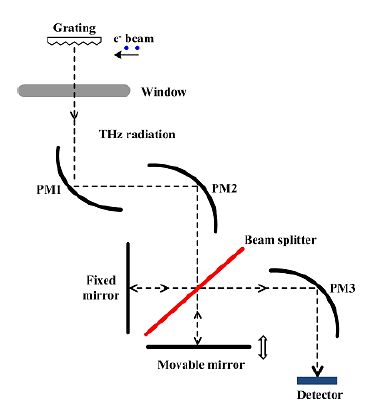 Grating
e- beam
Window
THz radiation
PM1
PM2
Beam splitter
Fixed
mirror
PM3
Movable mirror
Detector